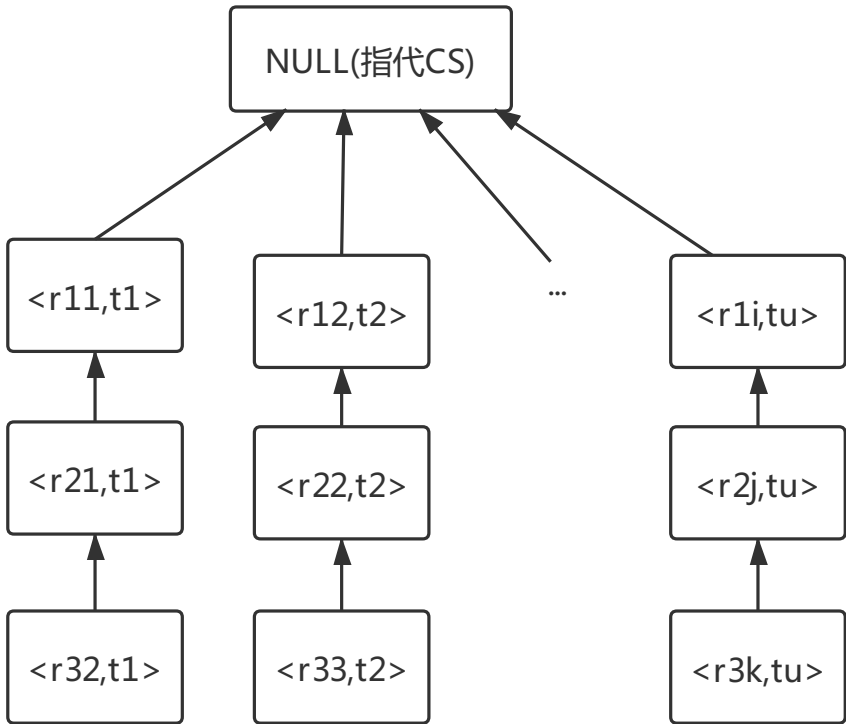 NULL(指代CS)
<r11,t1>
<r12,t2>
...
<r1i,tu>
<r21,t1>
<r22,t2>
<r2j,tu>
<r32,t1>
<r33,t2>
<r3k,tu>